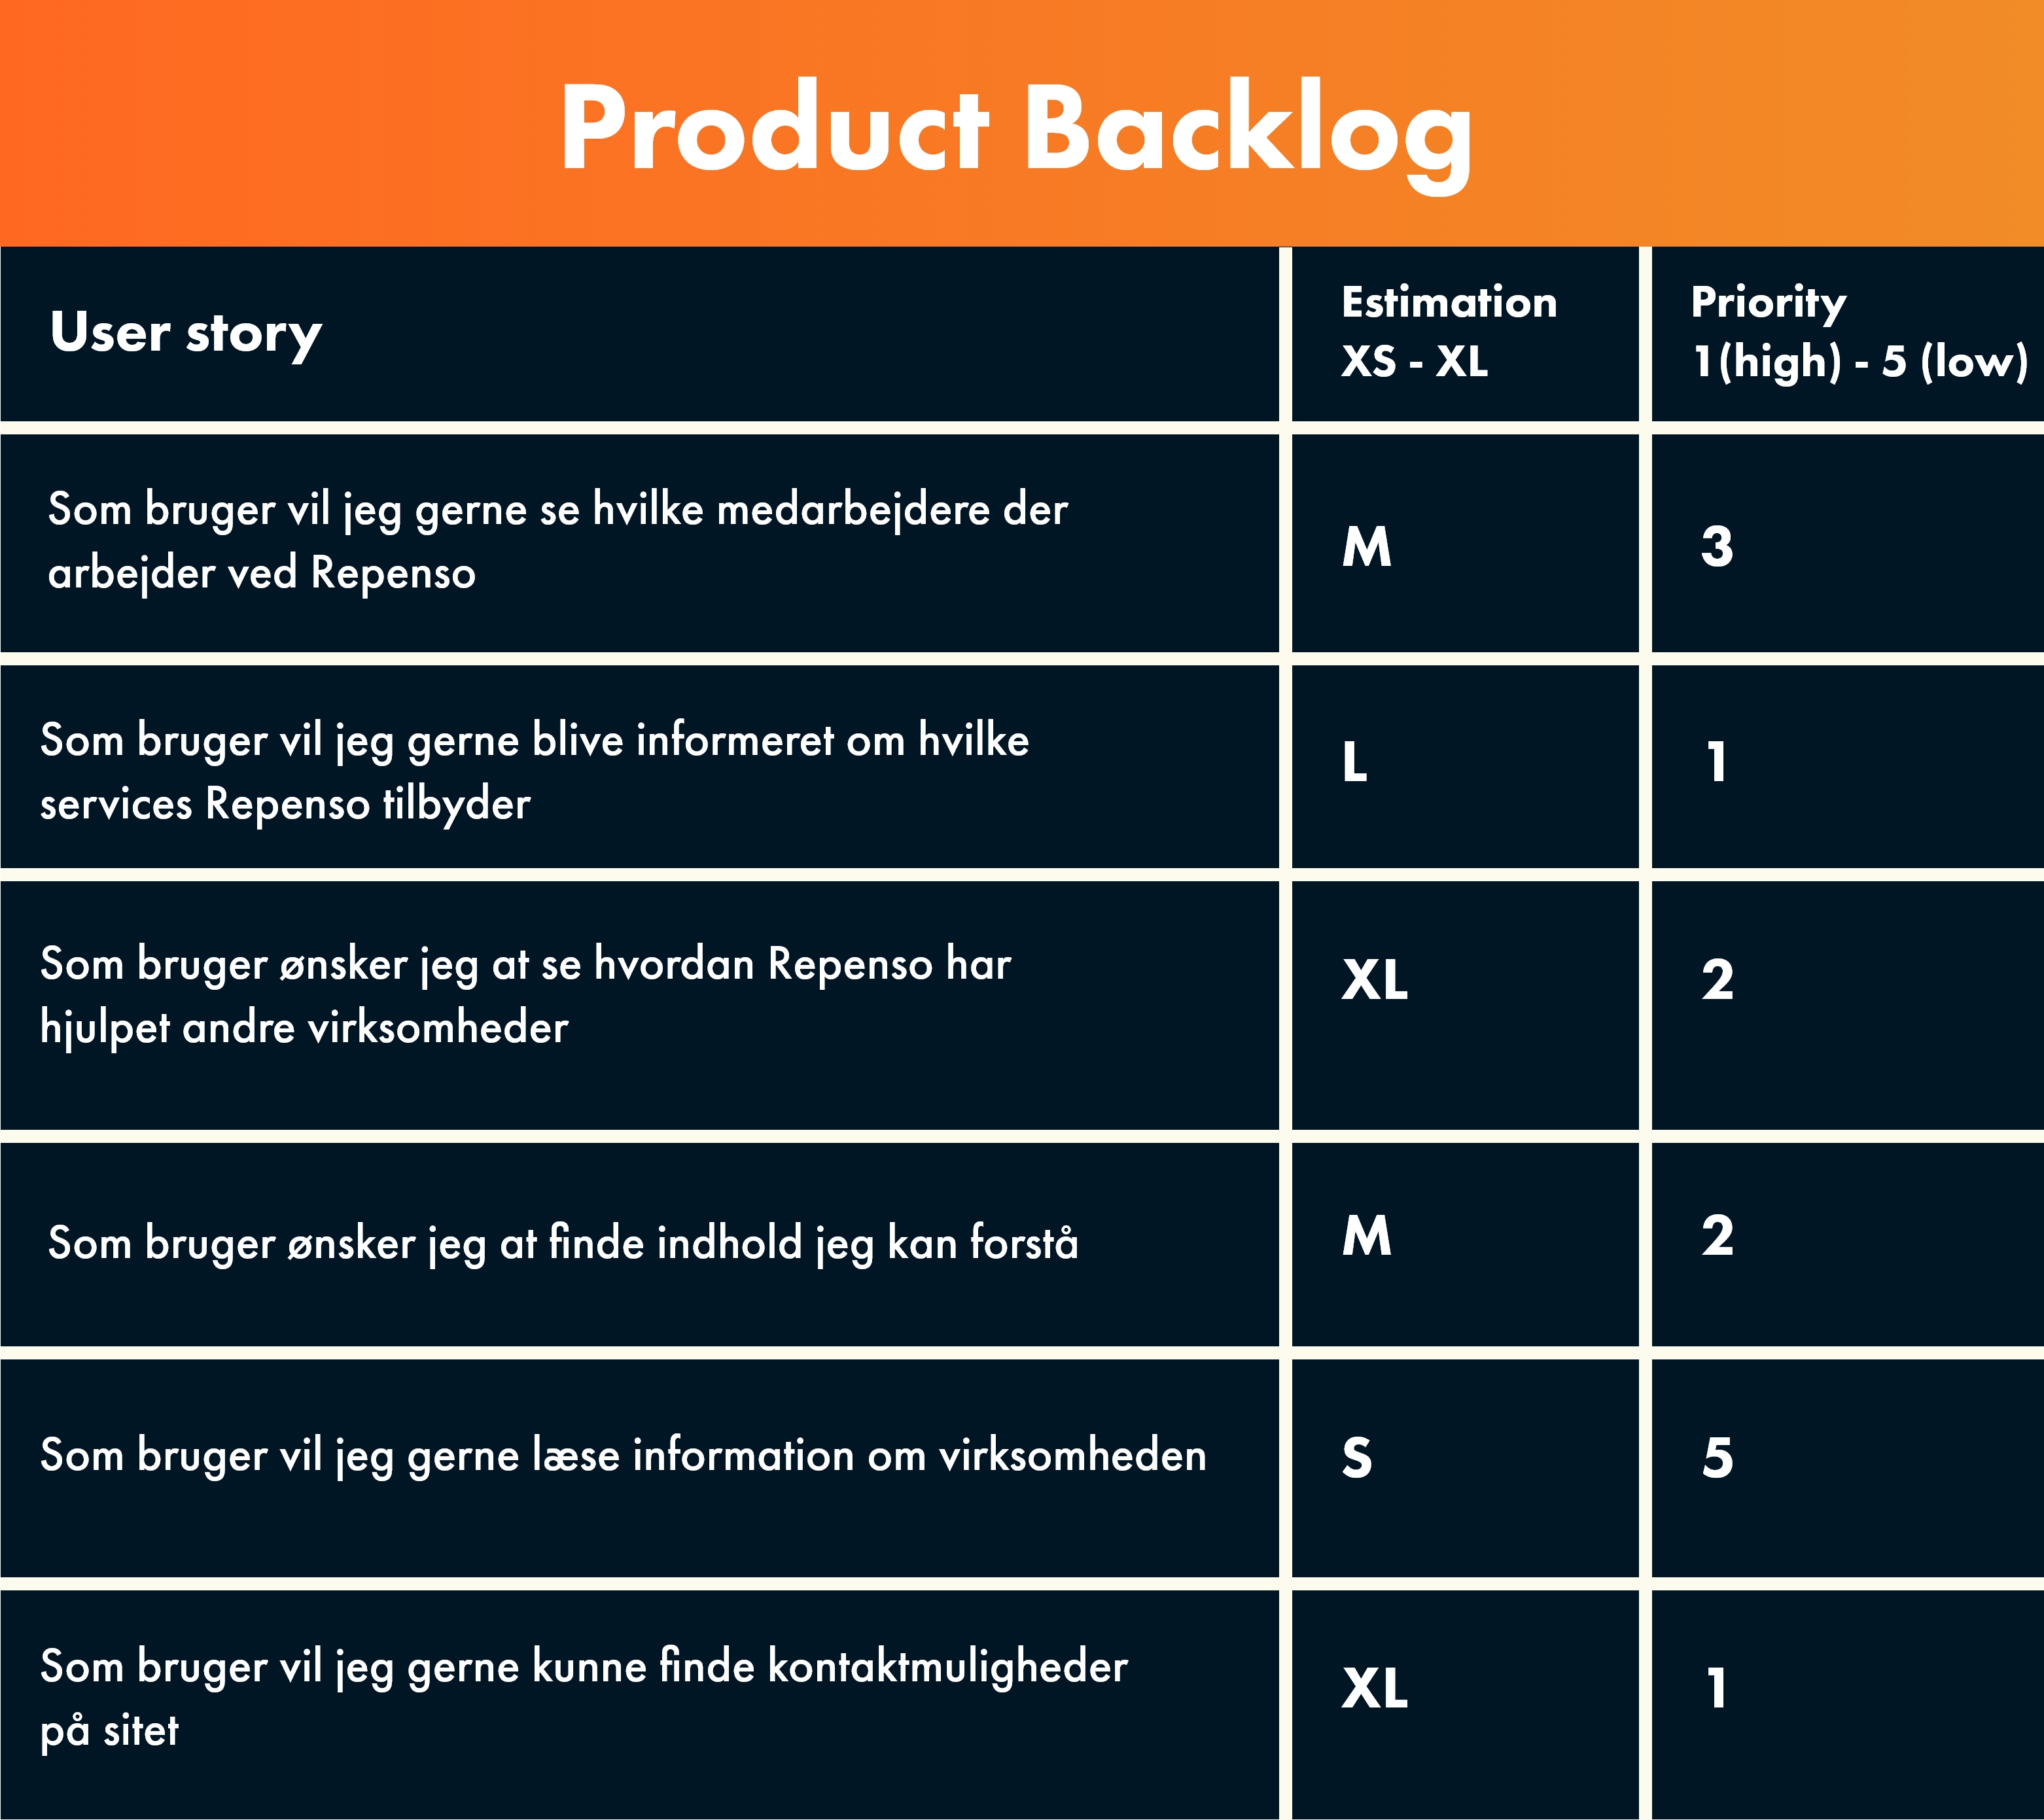 Product Backlog
User story
Estimation
XS - XL
Priority
1(high) - 5 (low)
Som bruger vil jeg gerne se hvilke medarbejdere der
arbejder ved Repenso
M
3
Som bruger vil jeg gerne blive informeret om hvilke
services Repenso tilbyder
L
1
Som bruger ønsker jeg at se hvordan Repenso har
hjulpet andre virksomheder
XL
2
Som bruger ønsker jeg at finde indhold jeg kan forstå
M
2
Som bruger vil jeg gerne læse information om virksomheden
S
5
Som bruger vil jeg gerne kunne finde kontaktmuligheder
på sitet
XL
1